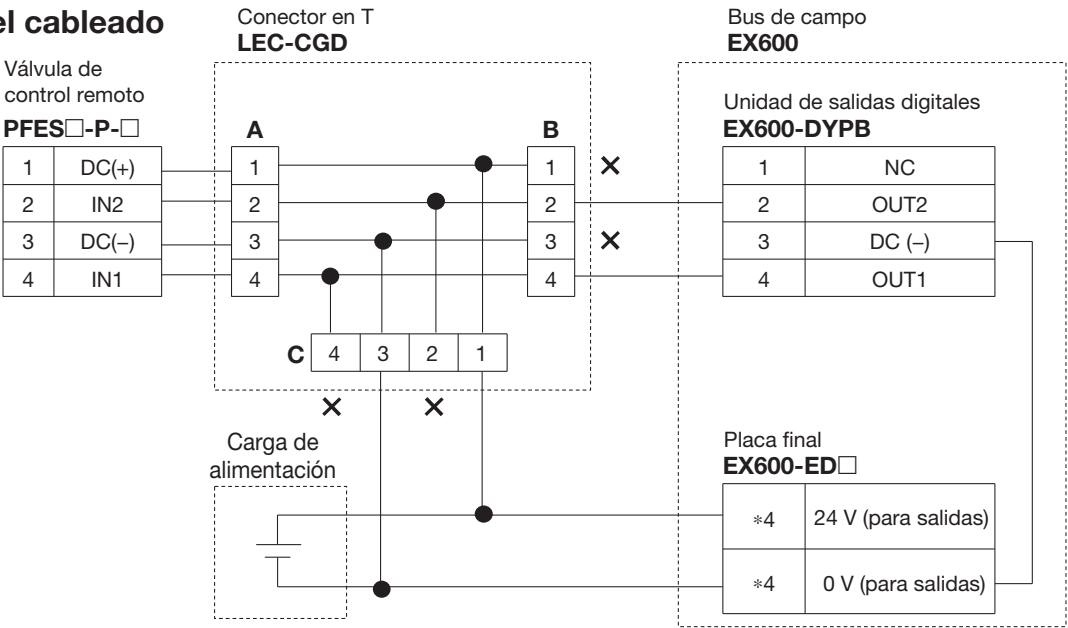 el cableado
Conector en T
LEC-CGD
Bus de campo
EX600
Válvula de
control remoto
PFES□-P-□
1 DC(+)
2 IN2
3 DC(–)
4 IN1
A
1
2
3
4
B
1
2
3
4
C 4 3 2 1
Unidad de salidas digitales
EX600-DYPB
1 NC
2 OUT2
3 DC (–)
4 OUT1
Carga de
alimentación
Placa final
EX600-ED□
*4 24 V (para salidas)
*4 0 V (para salidas)